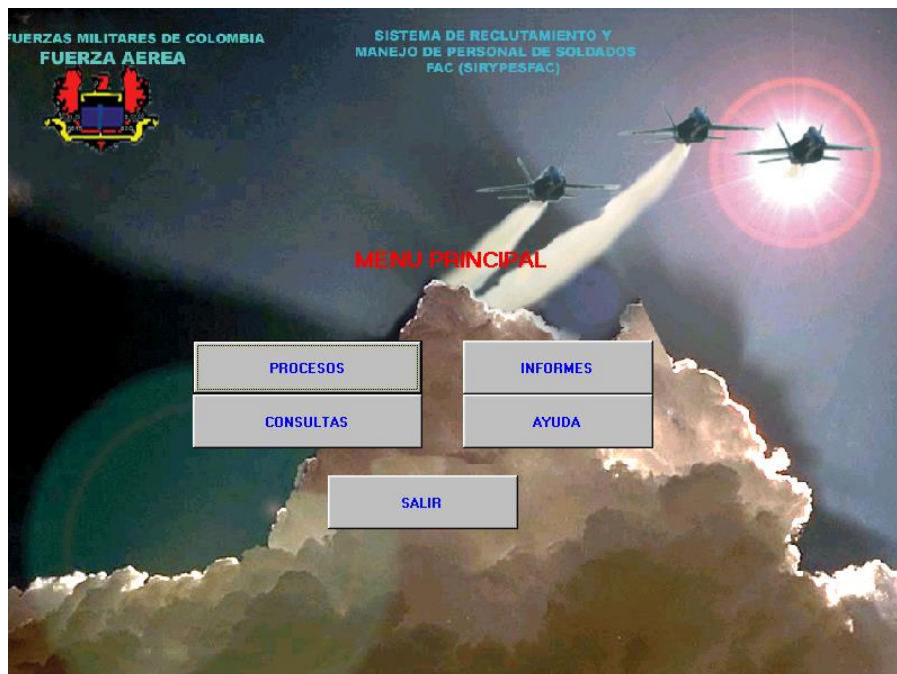 FUERZAS MILITARES DE COLOMBIA
FUERZA AEREA
SISTEMA DE RECLUTAMIENTO Y
MANEJO DE PERSONAL DE SOLDADOS
FAC (SIRYPESFAC)
MENU PRINCIPAL
PROCESOS
INFORMES
CONSULTAS
AYUDA
SALIR